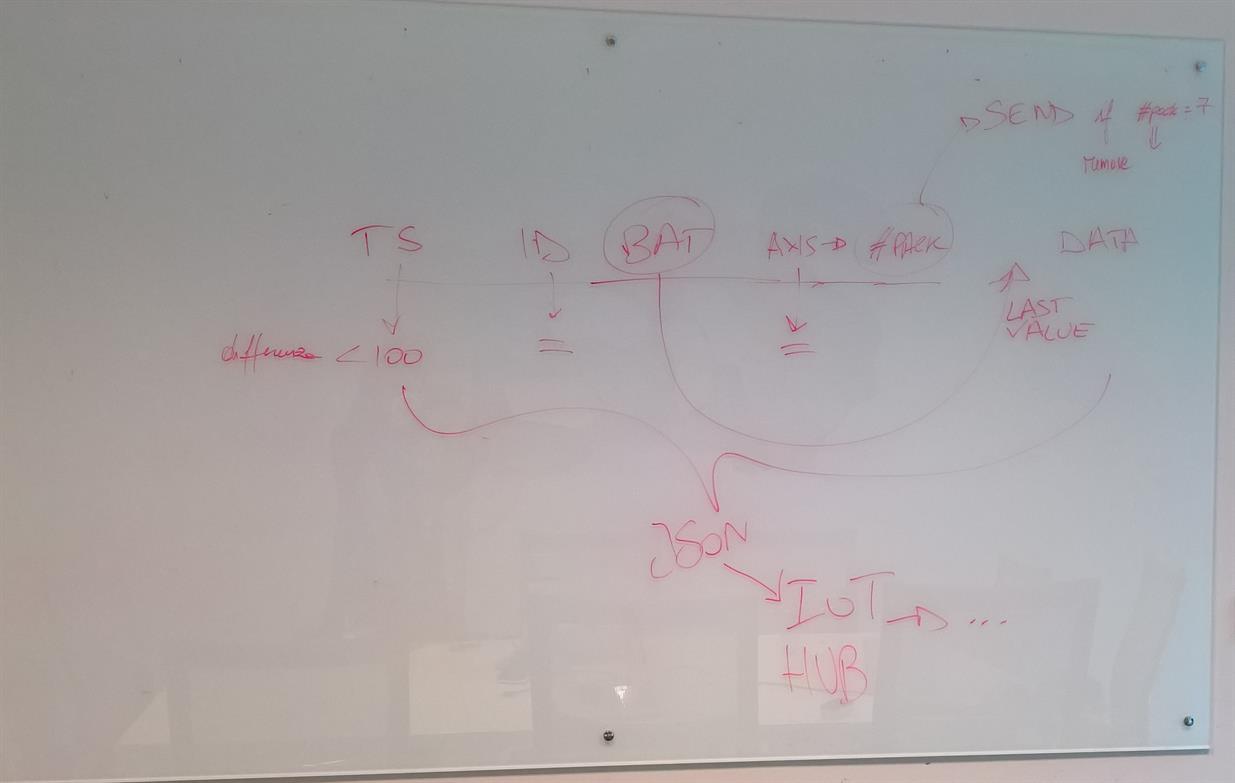 SEND if #pack = 7
remove
TS ID BAT AXIS → #PACK DATA
LAST
VALUE
differenza < 100 = =
JSON
IoT → ...
HUB